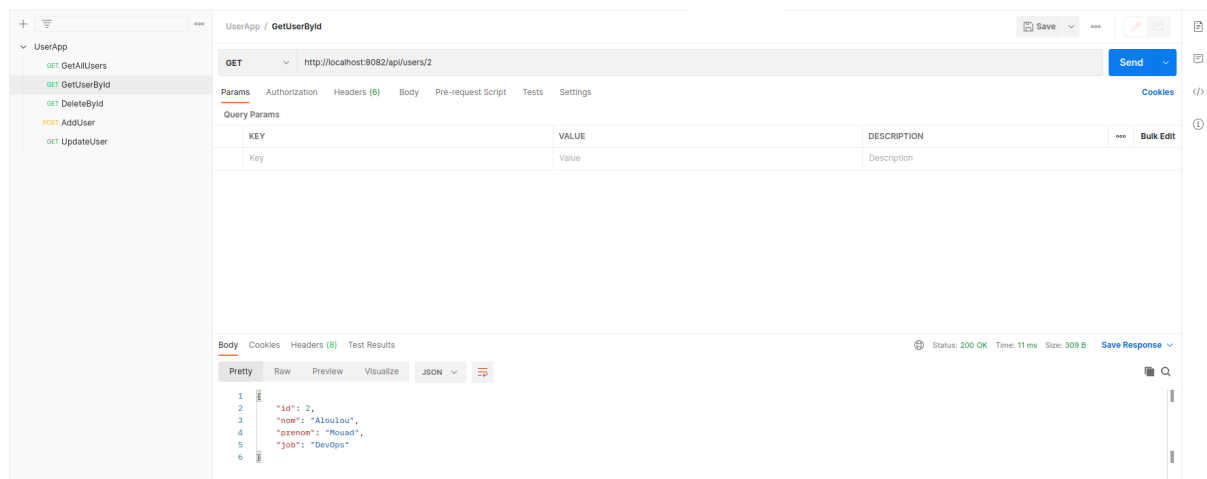 UserApp / GetUserById
Save
UserApp
GET GetAllUsers
GET GetUserById
GET DeleteById
POST AddUser
GET UpdateUser
GET http://localhost:8082/api/users/2 Send
Params Authorization Headers (6) Body Pre-request Script Tests Settings Cookies
Query Params
KEY VALUE DESCRIPTION Bulk Edit
Key Value Description
Body Cookies Headers (8) Test Results Status: 200 OK Time: 11 ms Size: 309 B Save Response
Pretty Raw Preview Visualize JSON
1 {
2 "id": 2,
3 "nom": "Aloulou",
4 "prenom": "Mouad",
5 "job": "DevOps"
6 }